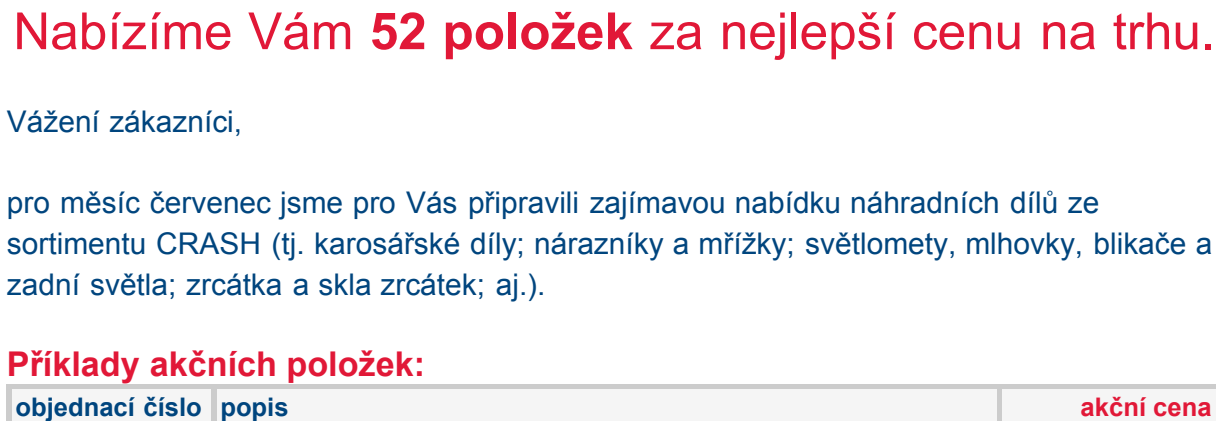 Nabízíme Vám 52 položek za nejlepší cenu na trhu.
Vážení zákazníci,
pro měsíc červenec jsme pro Vás připravili zajímavou nabídku náhradních dílů ze
sortimentu CRASH (tj. karosářské díly; nárazníky a mřížky; světlomety, mlhovky, blikače a
zadní světla; zrcátka a skla zrcátek; aj.).
Příklady akčních položek:
objednací číslo popis akční cena